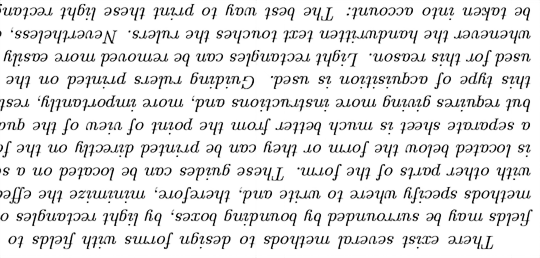 There exist several methods to design forms with fields to
fields may be surrounded by bounding boxes, by light rectangles o
methods specify where to write and, therefore, minimize the effe
with other parts of the form. These guides can be located on a s
is located below the form or they can be printed directly on the fo
a separate sheet is much better from the point of view of the qua
but requires giving more instructions and, more importantly, rest
this type of acquisition is used. Guiding rulers printed on the
used for this reason. Light rectangles can be removed more easily
whenever the handwritten text touches the rulers. Nevertheless,
be taken into account: The best way to print these light rectang